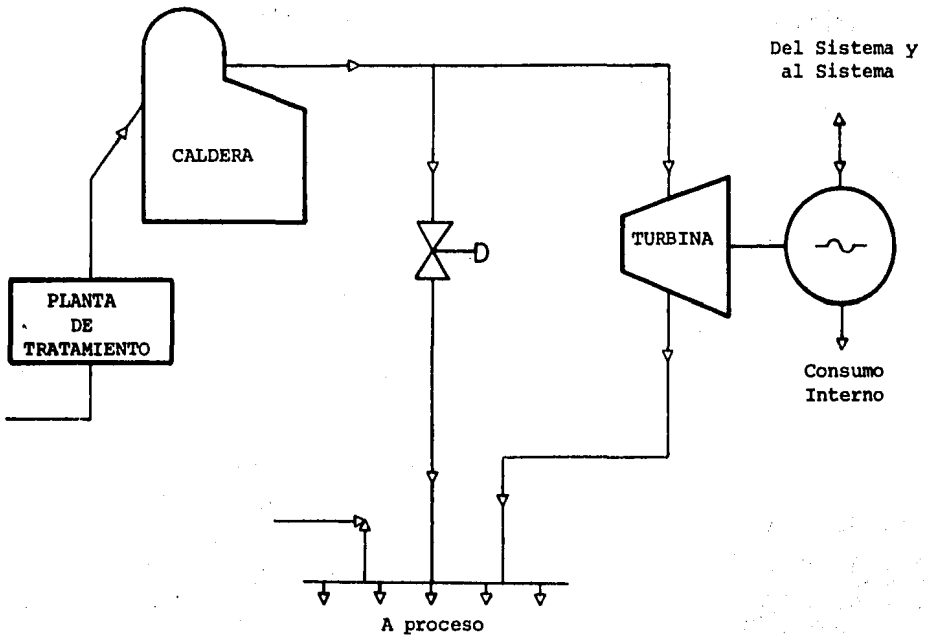 Del Sistema y
al Sistema
CALDERA
TURBINA
PLANTA
DE
TRATAMIENTO
Consumo
Interno
A proceso